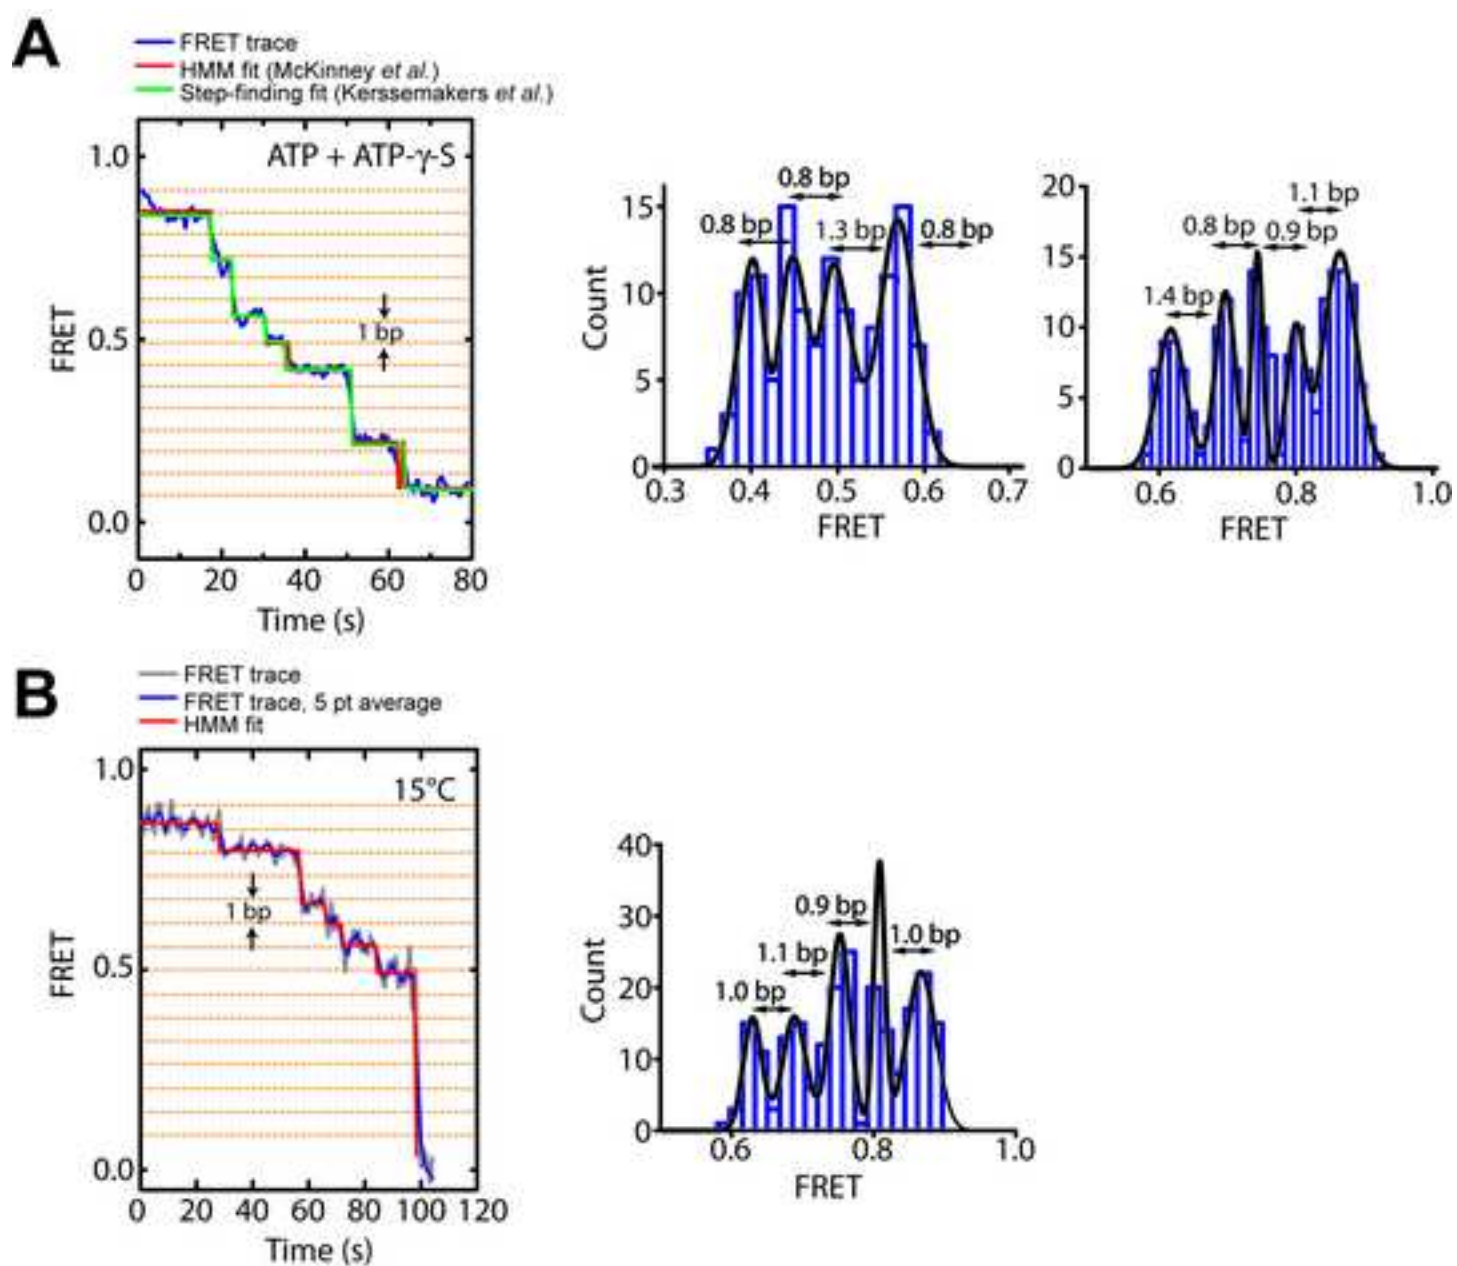 A
FRET trace
HMM fit (McKinney et al.)
Step-finding fit (Kerssemakers et al.)
ATP + ATP-γ-S
1.0
0.5
0.0
FRET
1 bp
0 20 40 60 80
Time (s)
15
10
5
0
Count
0.8 bp
0.8 bp
1.3 bp
0.8 bp
0.3 0.4 0.5 0.6 0.7
FRET
20
15
10
5
0
1.1 bp
0.8 bp
0.9 bp
1.4 bp
0.6 0.8 1.0
FRET
B
FRET trace
FRET trace, 5 pt average
HMM fit
15°C
1.0
0.5
0.0
FRET
1 bp
0 20 40 60 80 100 120
Time (s)
40
30
20
10
0
Count
0.9 bp
1.0 bp
1.1 bp
1.0 bp
0.6 0.8 1.0
FRET